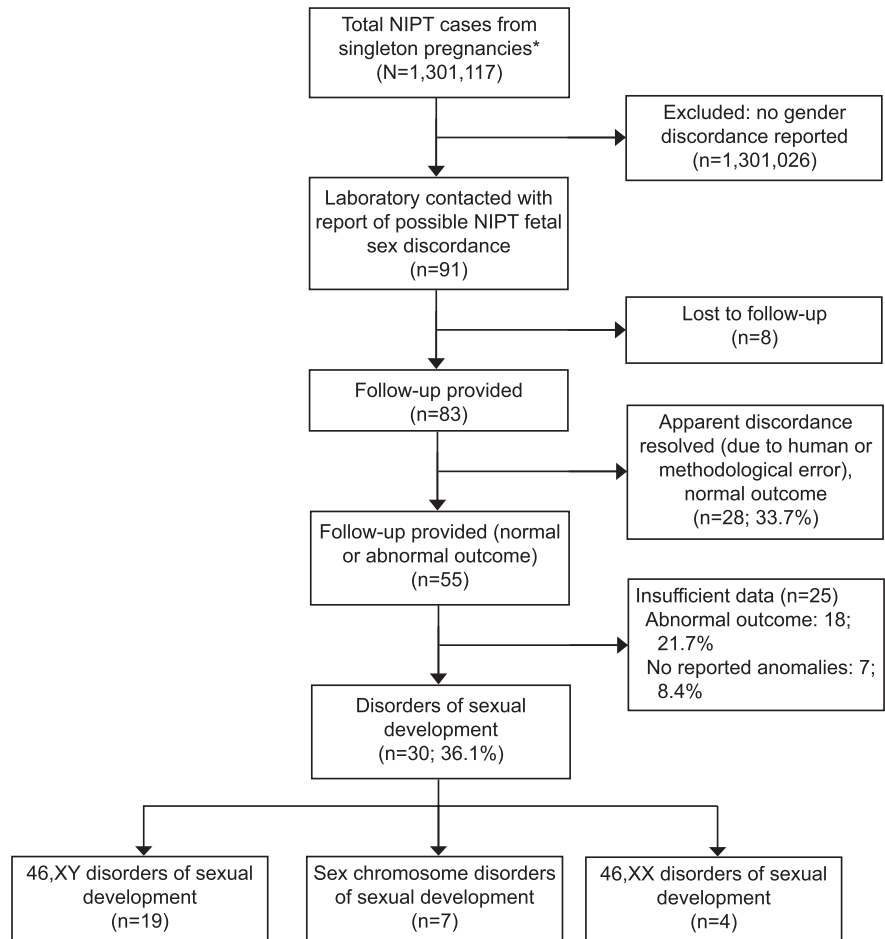 Total NIPT cases from
singleton pregnancies*
(N=1,301,117)
Excluded: no gender
discordance reported
(n=1,301,026)
Laboratory contacted with
report of possible NIPT fetal
sex discordance
(n=91)
Lost to follow-up
(n=8)
Follow-up provided
(n=83)
Apparent discordance
resolved (due to human or
methodological error),
normal outcome
(n=28; 33.7%)
Follow-up provided (normal
or abnormal outcome)
(n=55)
Insufficient data (n=25)
Abnormal outcome: 18;
21.7%
No reported anomalies: 7;
8.4%
Disorders of sexual
development
(n=30; 36.1%)
46,XY disorders of sexual
development
(n=19)
Sex chromosome disorders
of sexual development
(n=7)
46,XX disorders of sexual
development
(n=4)